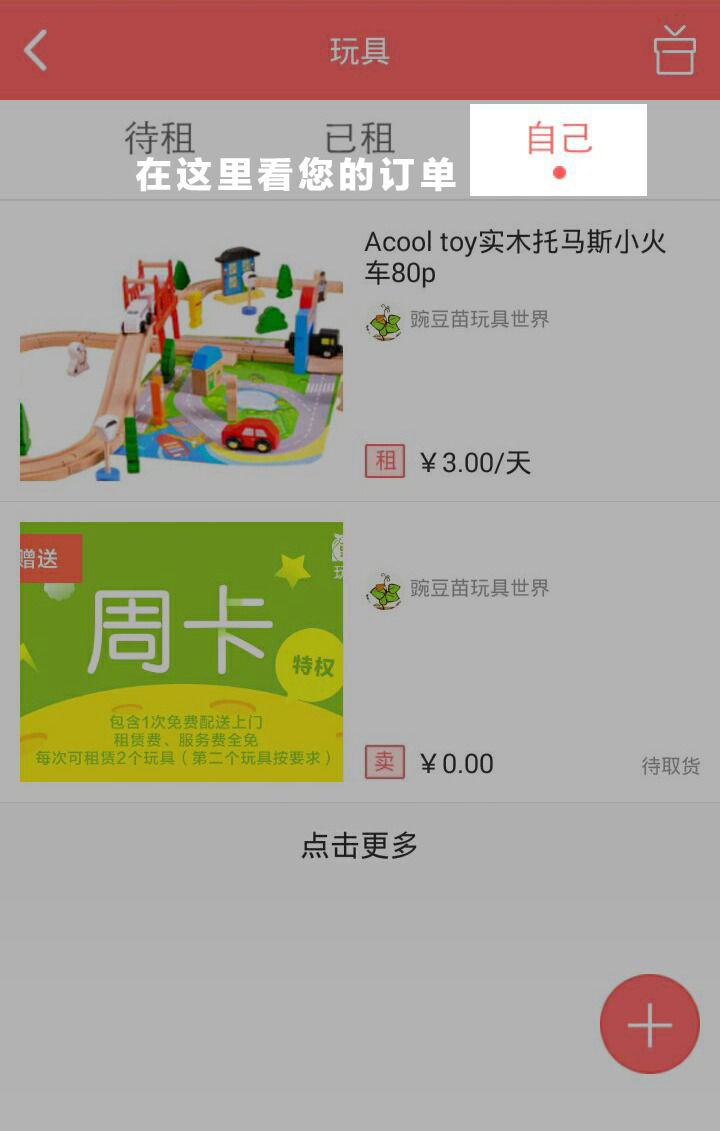 玩具
待租
已租
自己
在这里看您的订单
Acool toy实木托马斯小火
车80p
豌豆苗玩具世界
租
￥3.00/天
赠送
周卡
特权
包含1次免费配送上门
租赁费、服务费全免
每次可租赁2个玩具（第二个玩具按要求）
豌豆苗玩具世界
卖
￥0.00
待取货
点击更多